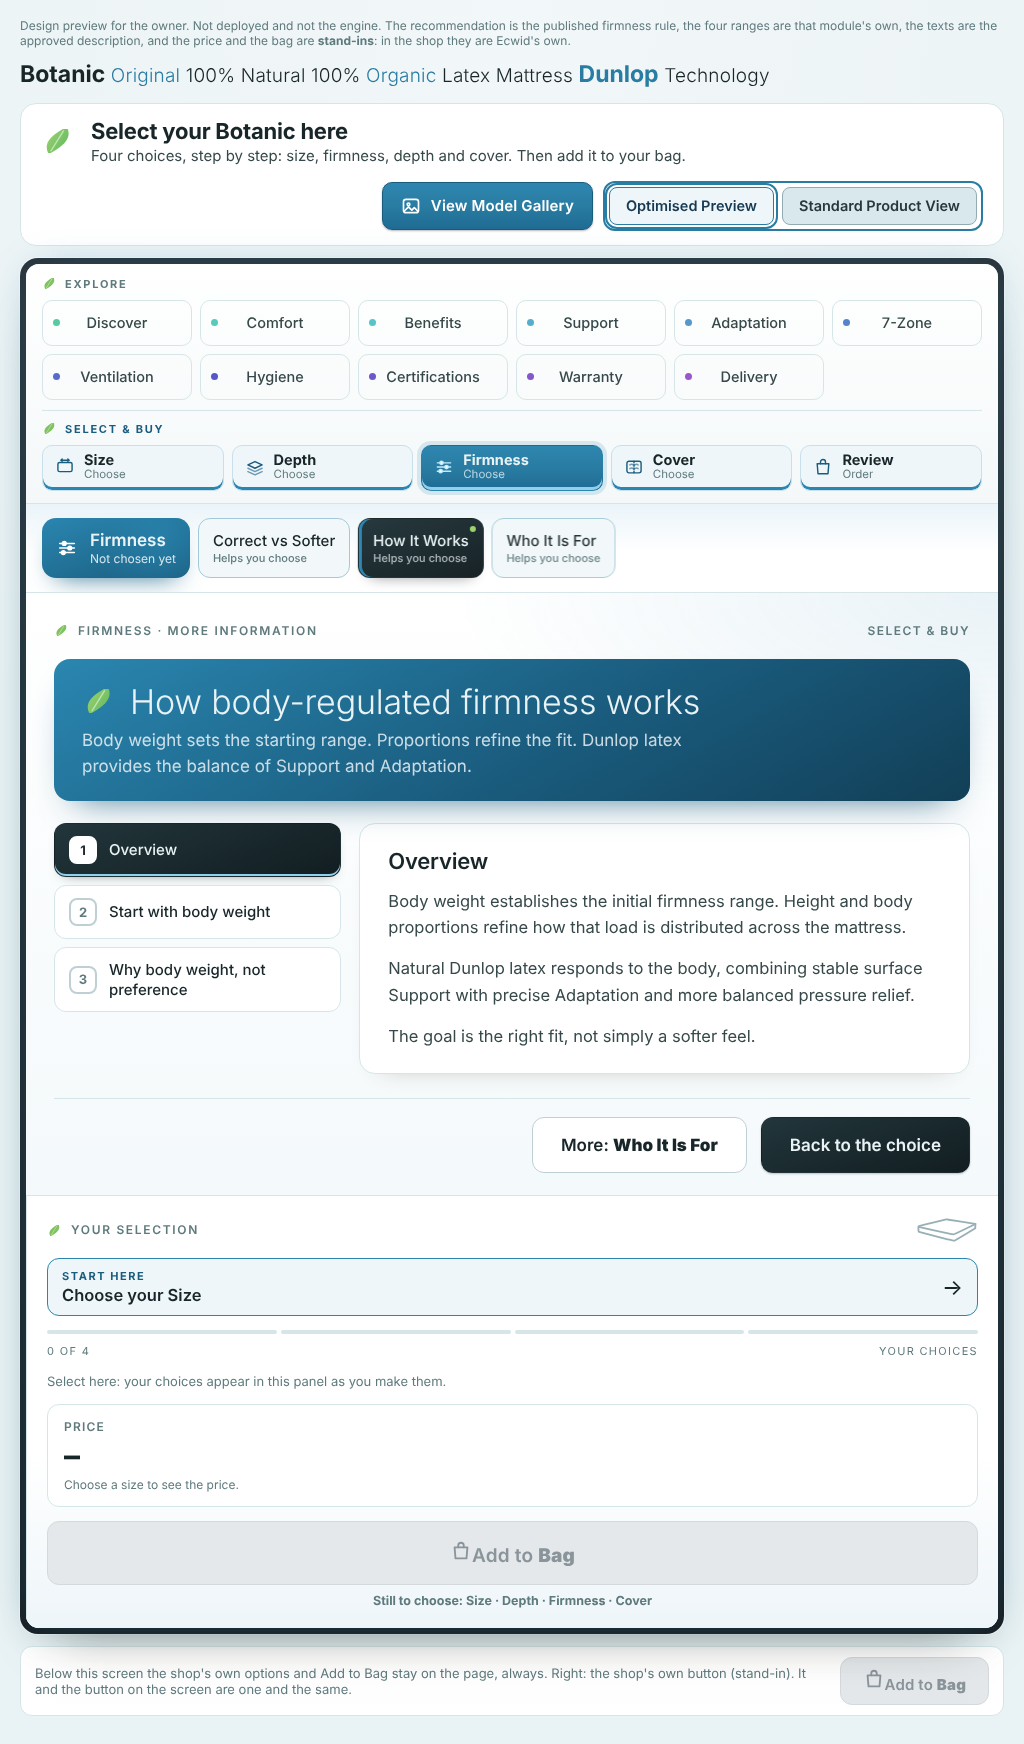 Design preview for the owner. Not deployed and not the engine. The recommendation is the published firmness rule, the four ranges are that module's own, the texts are the
approved description, and the price and the bag are stand-ins: in the shop they are Ecwid's own.
Botanic Original 100% Natural 100% Organic Latex Mattress Dunlop Technology
Select your Botanic here
Four choices, step by step: size, firmness, depth and cover. Then add it to your bag.
View Model Gallery
Optimised Preview
Standard Product View
EXPLORE
Discover
Comfort
Benefits
Support
Adaptation
7-Zone
Ventilation
Hygiene
Certifications
Warranty
Delivery
SELECT & BUY
Size
Choose
Depth
Choose
Firmness
Choose
Cover
Choose
Review
Order
Firmness
Not chosen yet
Correct vs Softer
Helps you choose
How It Works
Helps you choose
Who It Is For
Helps you choose
FIRMNESS · MORE INFORMATION
SELECT & BUY
How body-regulated firmness works
Body weight sets the starting range. Proportions refine the fit. Dunlop latex
provides the balance of Support and Adaptation.
1 Overview
2 Start with body weight
3 Why body weight, not
preference
Overview
Body weight establishes the initial firmness range. Height and body
proportions refine how that load is distributed across the mattress.
Natural Dunlop latex responds to the body, combining stable surface
Support with precise Adaptation and more balanced pressure relief.
The goal is the right fit, not simply a softer feel.
More: Who It Is For
Back to the choice
YOUR SELECTION
START HERE
Choose your Size
0 OF 4
YOUR CHOICES
Select here: your choices appear in this panel as you make them.
PRICE
–
Choose a size to see the price.
Add to Bag
Still to choose: Size · Depth · Firmness · Cover
Below this screen the shop's own options and Add to Bag stay on the page, always. Right: the shop's own button (stand-in). It
and the button on the screen are one and the same.
Add to Bag